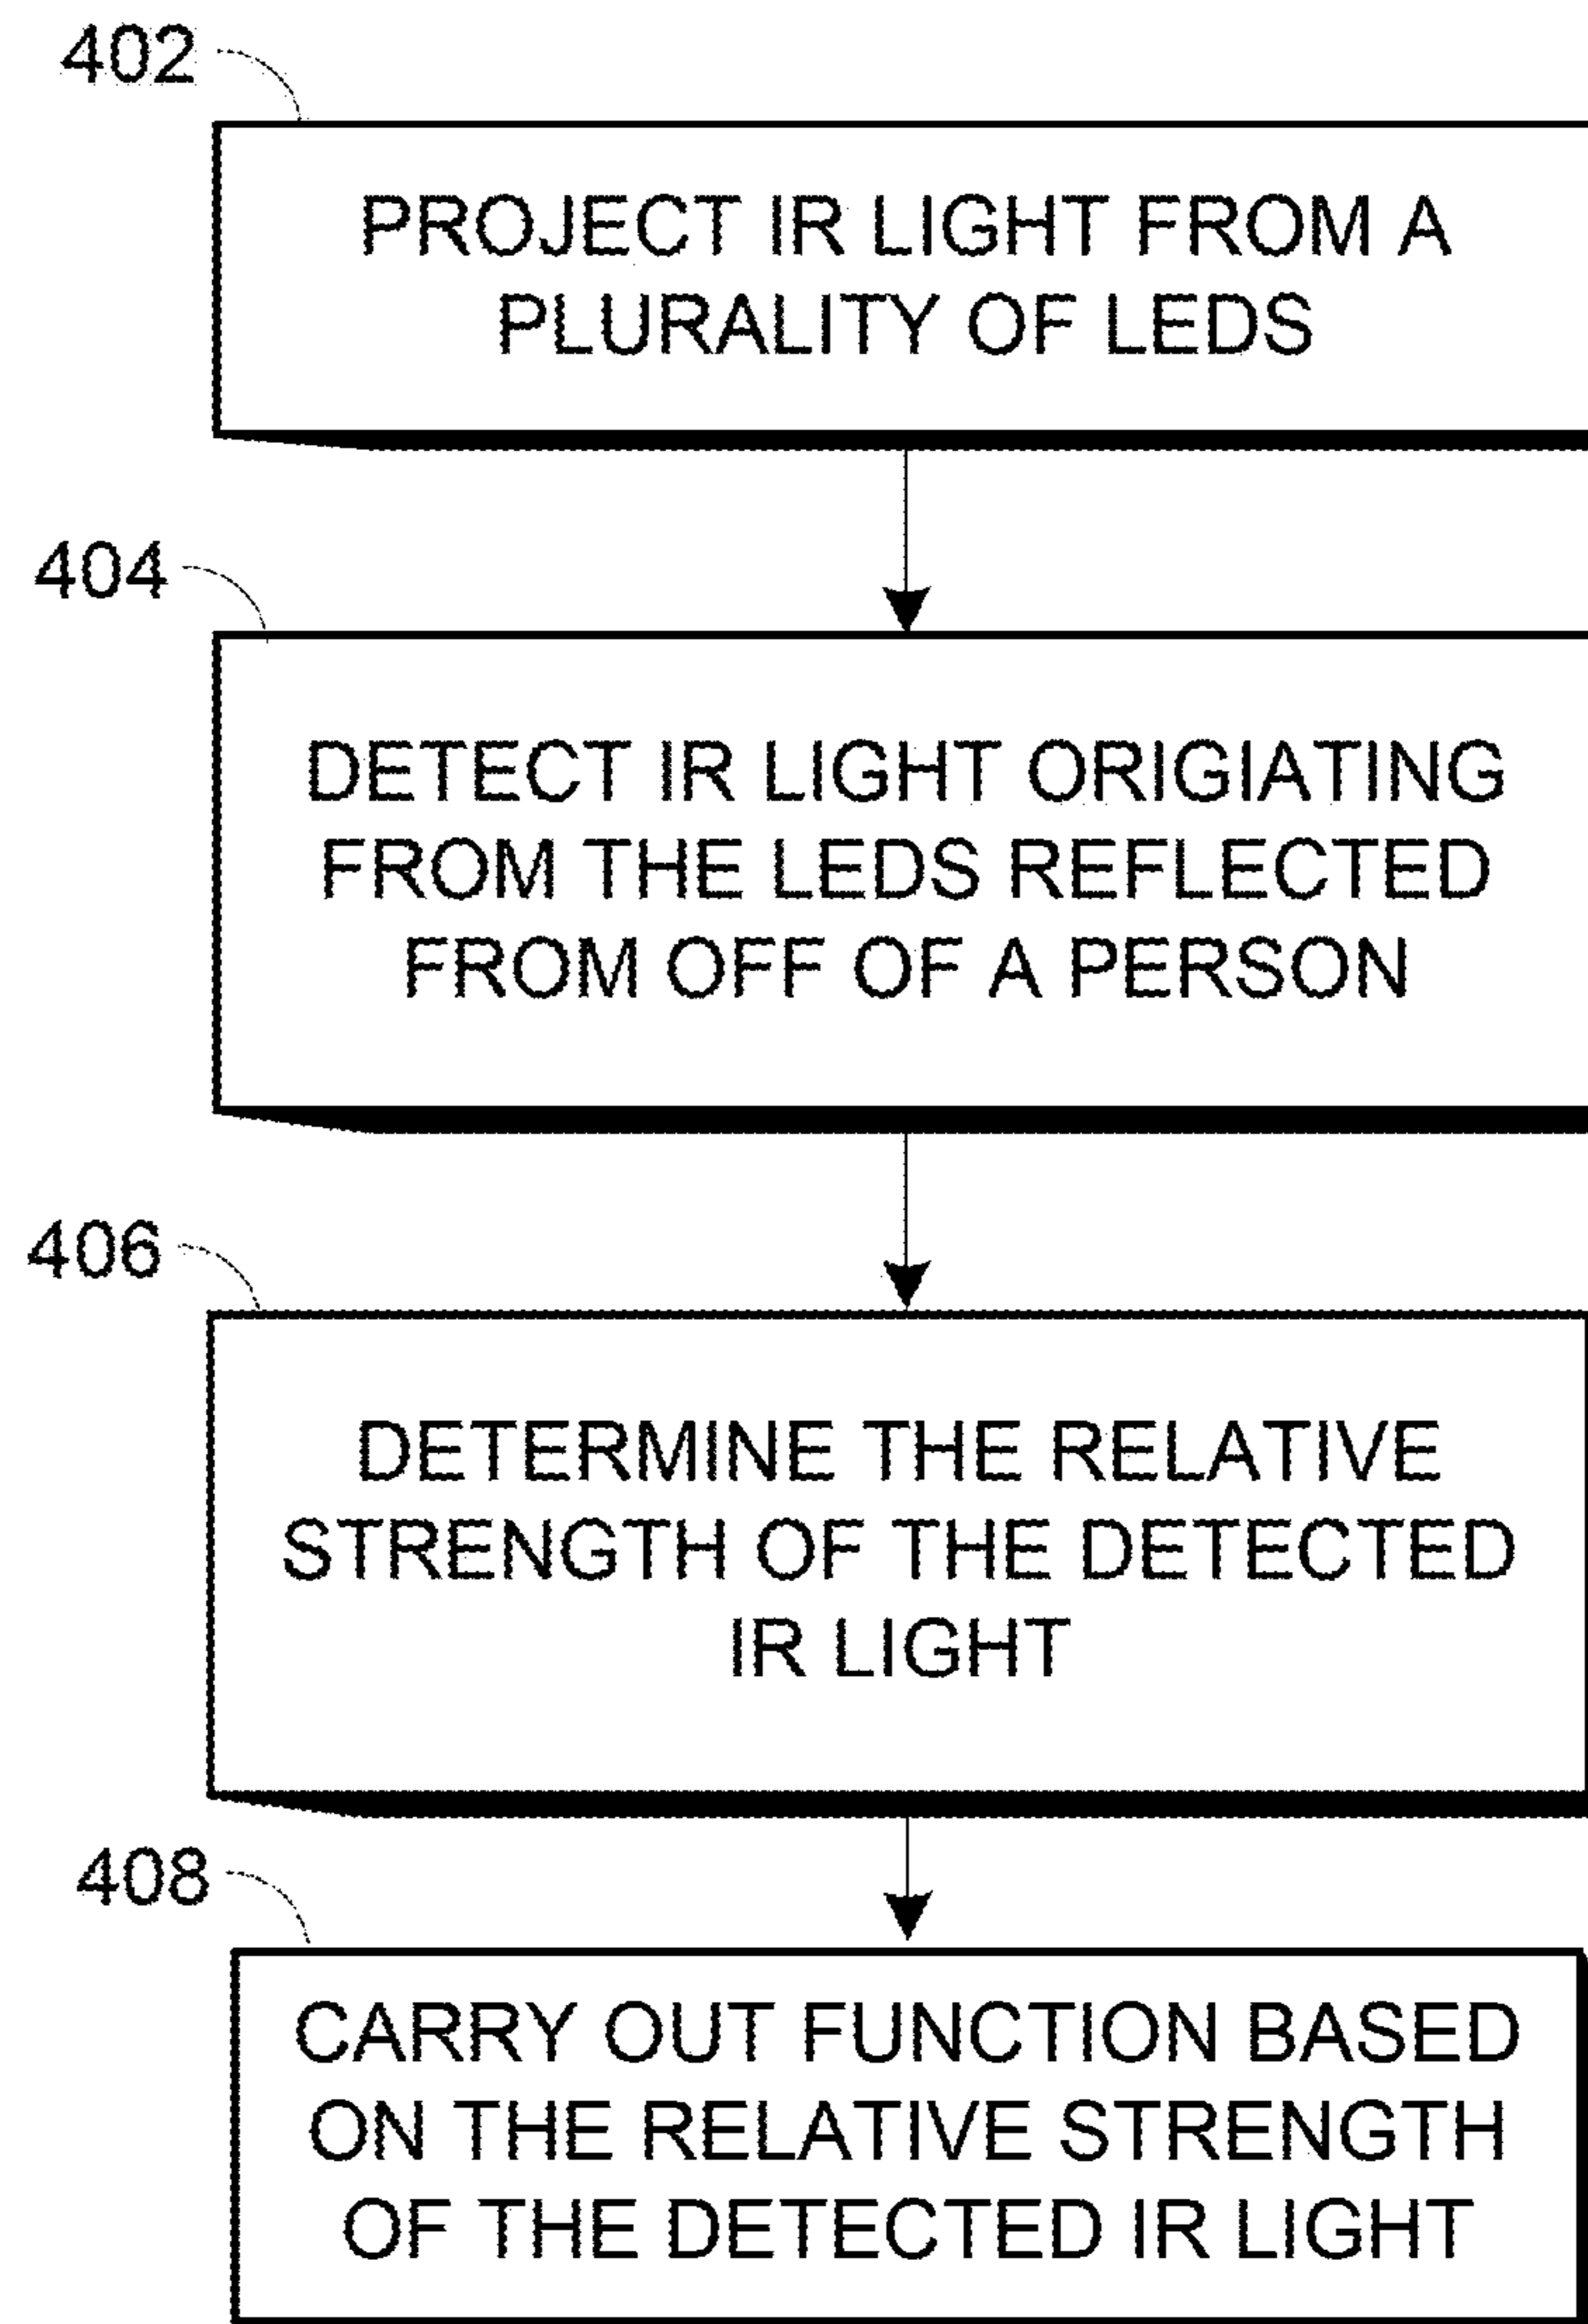 402
PROJECT IR LIGHT FROM A
PLURALITY OF LEDS
404
DETECT IR LIGHT ORIGIATING
FROM THE LEDS REFLECTED
FROM OFF OF A PERSON
406
DETERMINE THE RELATIVE
STRENGTH OF THE DETECTED
IR LIGHT
408
CARRY OUT FUNCTION BASED
ON THE RELATIVE STRENGTH
OF THE DETECTED IR LIGHT